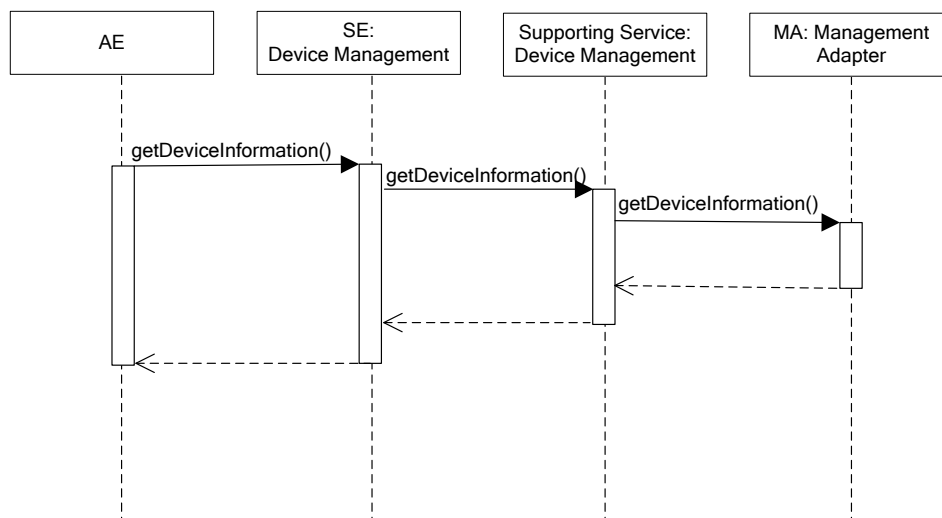 AE
SE:
Device Management
Supporting Service:
Device Management
MA: Management
Adapter
getDeviceInformation()
getDeviceInformation()
getDeviceInformation()